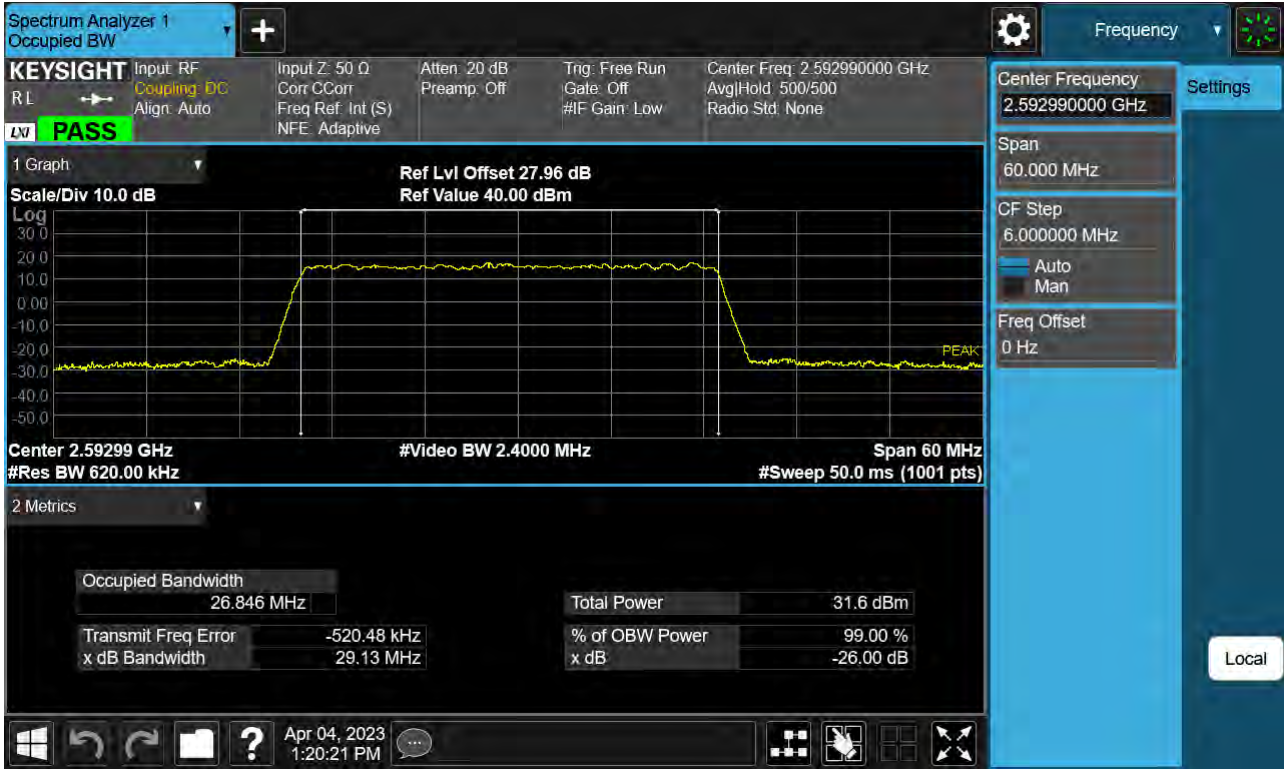 Spectrum Analyzer 1
Occupied BW
Frequency
KEYSIGHT
R L
LXI PASS
Input: RF
Coupling: DC
Align: Auto
Input Z: 50 Ω
Corr CCorr
Freq Ref: Int (S)
NFE: Adaptive
Atten: 20 dB
Preamp: Off
Trig: Free Run
Gate: Off
#IF Gain: Low
Center Freq: 2.592990000 GHz
Avg|Hold: 500/500
Radio Std: None
Center Frequency
2.592990000 GHz
Settings
Span
60.000 MHz
CF Step
6.000000 MHz
Auto
Man
Freq Offset
0 Hz
Local
1 Graph
Scale/Div 10.0 dB
Ref Lvl Offset 27.96 dB
Ref Value 40.00 dBm
Log
30.0
20.0
10.0
0.00
-10.0
-20.0
-30.0
-40.0
-50.0
PEAK
Center 2.59299 GHz
#Video BW 2.4000 MHz
Span 60 MHz
#Res BW 620.00 kHz
#Sweep 50.0 ms (1001 pts)
2 Metrics
Occupied Bandwidth
26.846 MHz
Total Power 31.6 dBm
Transmit Freq Error -520.48 kHz
% of OBW Power 99.00 %
x dB Bandwidth 29.13 MHz
x dB -26.00 dB
?
Apr 04, 2023
1:20:21 PM